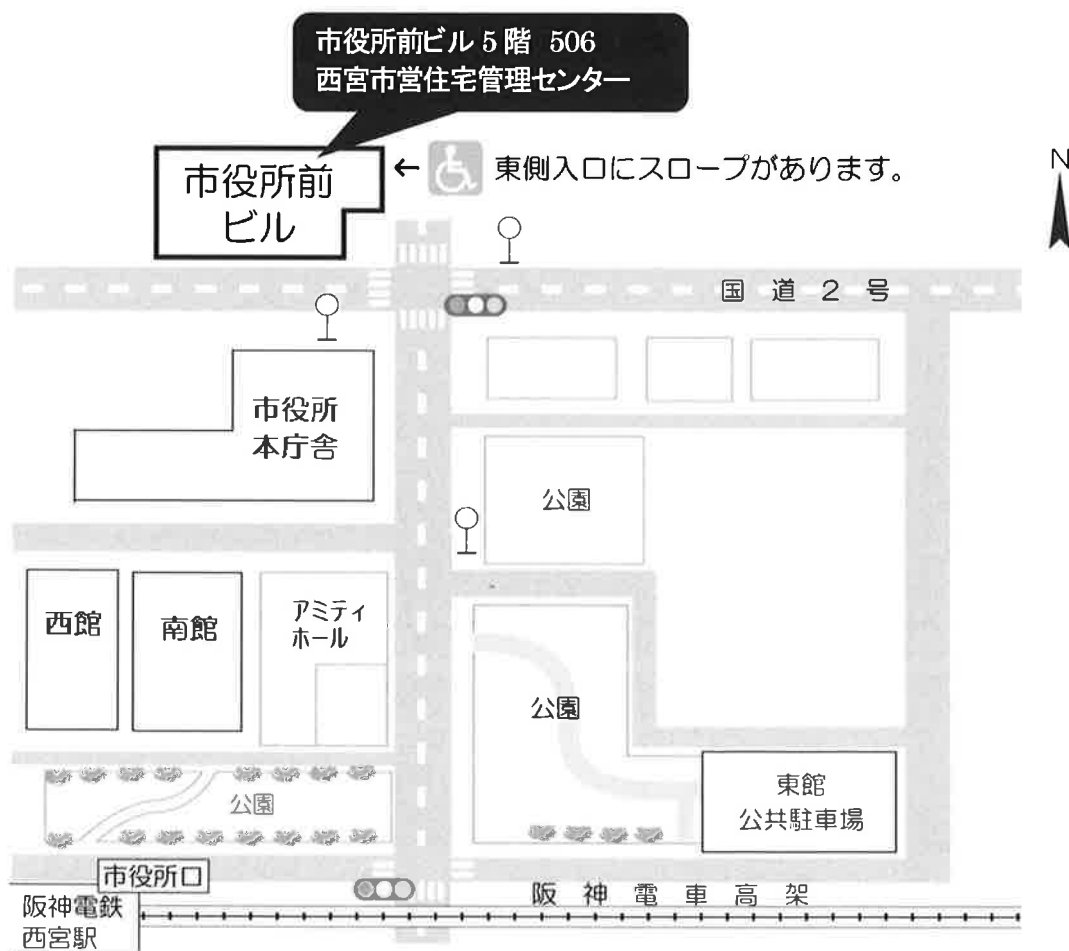 市役所前ビル 5 階 506
西宮市営住宅管理センター
市役所前
ビル
← 東側入口にスロープがあります。
N
国道2号
市役所
本庁舎
公園
西館
南館
アミティ
ホール
公園
公園
東館
公共駐車場
市役所口
阪神電車高架
阪神電鉄
西宮駅